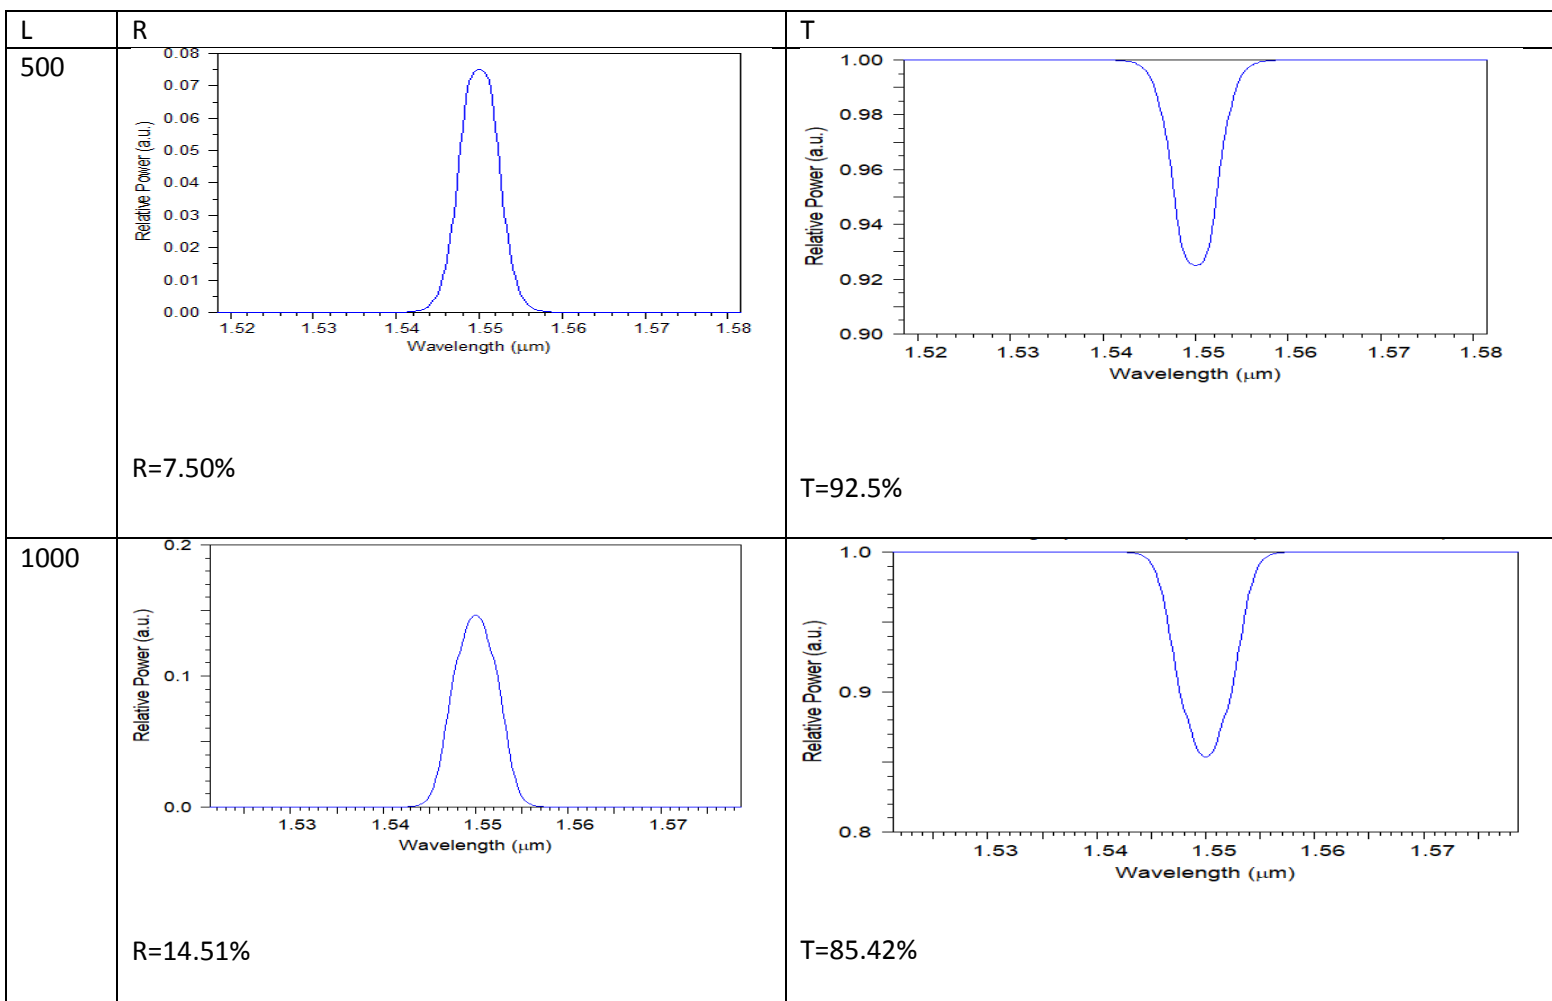 L
R
T
500
0.08
0.07
0.06
0.05
0.04
0.03
0.02
0.01
0.00
Relative Power (a.u.)
1.52 1.53 1.54 1.55 1.56 1.57 1.58
Wavelength (μm)
R=7.50%
1.00
0.98
0.96
0.94
0.92
0.90
Relative Power (a.u.)
1.52 1.53 1.54 1.55 1.56 1.57 1.58
Wavelength (μm)
T=92.5%
1000
0.2
0.1
0.0
Relative Power (a.u.)
1.53 1.54 1.55 1.56 1.57
Wavelength (μm)
R=14.51%
1.0
0.9
0.8
Relative Power (a.u.)
1.53 1.54 1.55 1.56 1.57
Wavelength (μm)
T=85.42%